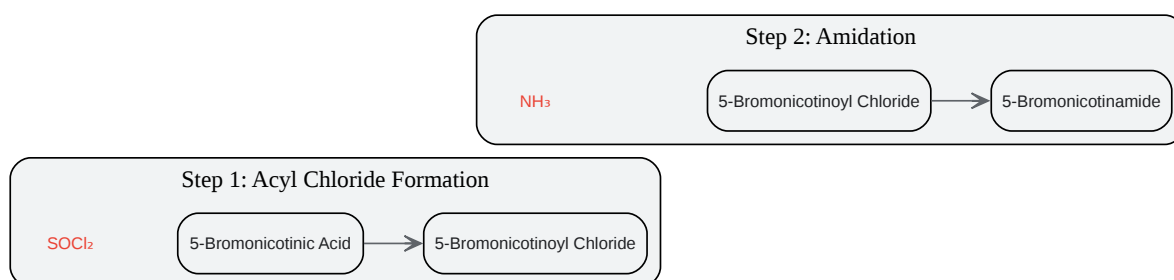 Step 2: Amidation
NH₃
5-Bromonicotinoyl Chloride
5-Bromonicotinamide
Step 1: Acyl Chloride Formation
SOCl₂
5-Bromonicotinic Acid
5-Bromonicotinoyl Chloride